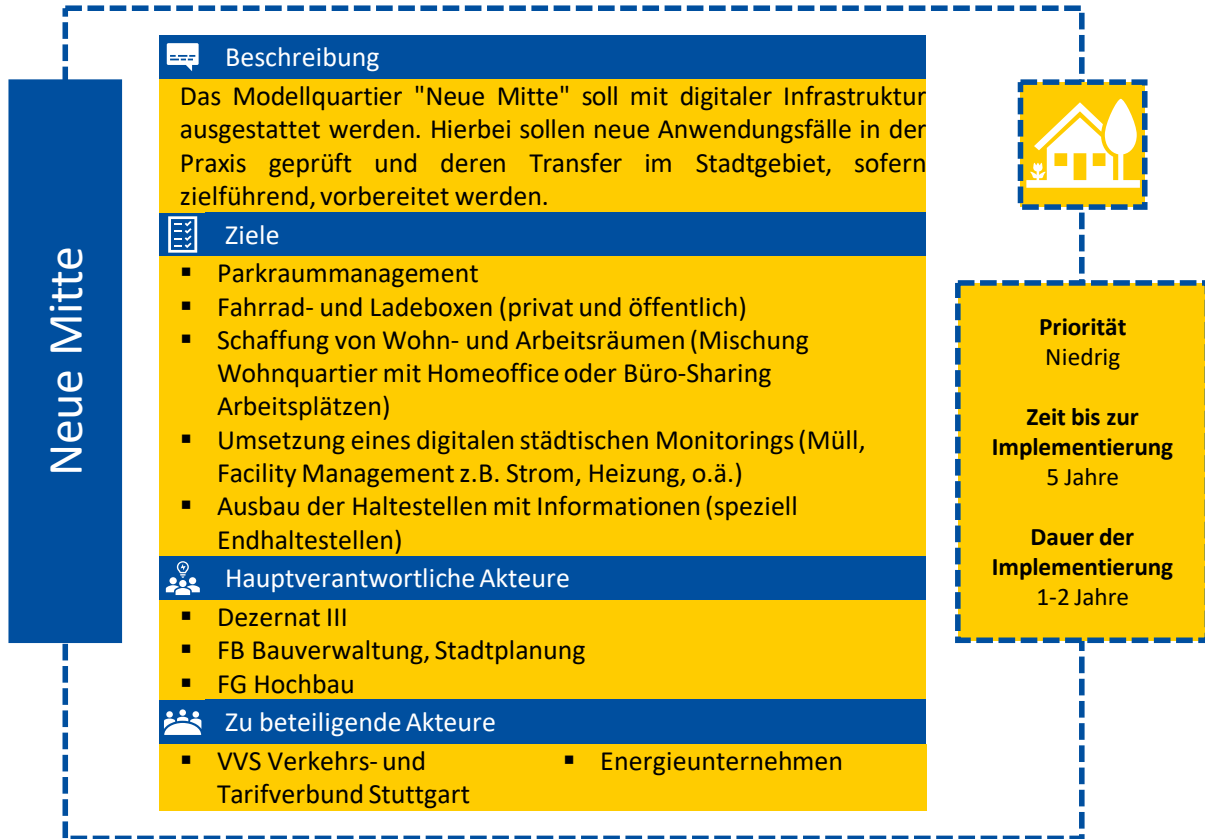 Neue Mitte
Beschreibung
Das Modellquartier "Neue Mitte" soll mit digitaler Infrastruktur
ausgestattet werden. Hierbei sollen neue Anwendungsfälle in der
Praxis geprüft und deren Transfer im Stadtgebiet, sofern
zielführend, vorbereitet werden.
Ziele
▪ Parkraummanagement
▪ Fahrrad- und Ladeboxen (privat und öffentlich)
▪ Schaffung von Wohn- und Arbeitsräumen (Mischung
Wohnquartier mit Homeoffice oder Büro-Sharing
Arbeitsplätzen)
▪ Umsetzung eines digitalen städtischen Monitorings (Müll,
Facility Management z.B. Strom, Heizung, o.ä.)
▪ Ausbau der Haltestellen mit Informationen (speziell
Endhaltestellen)
Hauptverantwortliche Akteure
▪ Dezernat III
▪ FB Bauverwaltung, Stadtplanung
▪ FG Hochbau
Zu beteiligende Akteure
▪ VVS Verkehrs- und
Tarifverbund Stuttgart
▪ Energieunternehmen
Priorität
Niedrig
Zeit bis zur
Implementierung
5 Jahre
Dauer der
Implementierung
1-2 Jahre